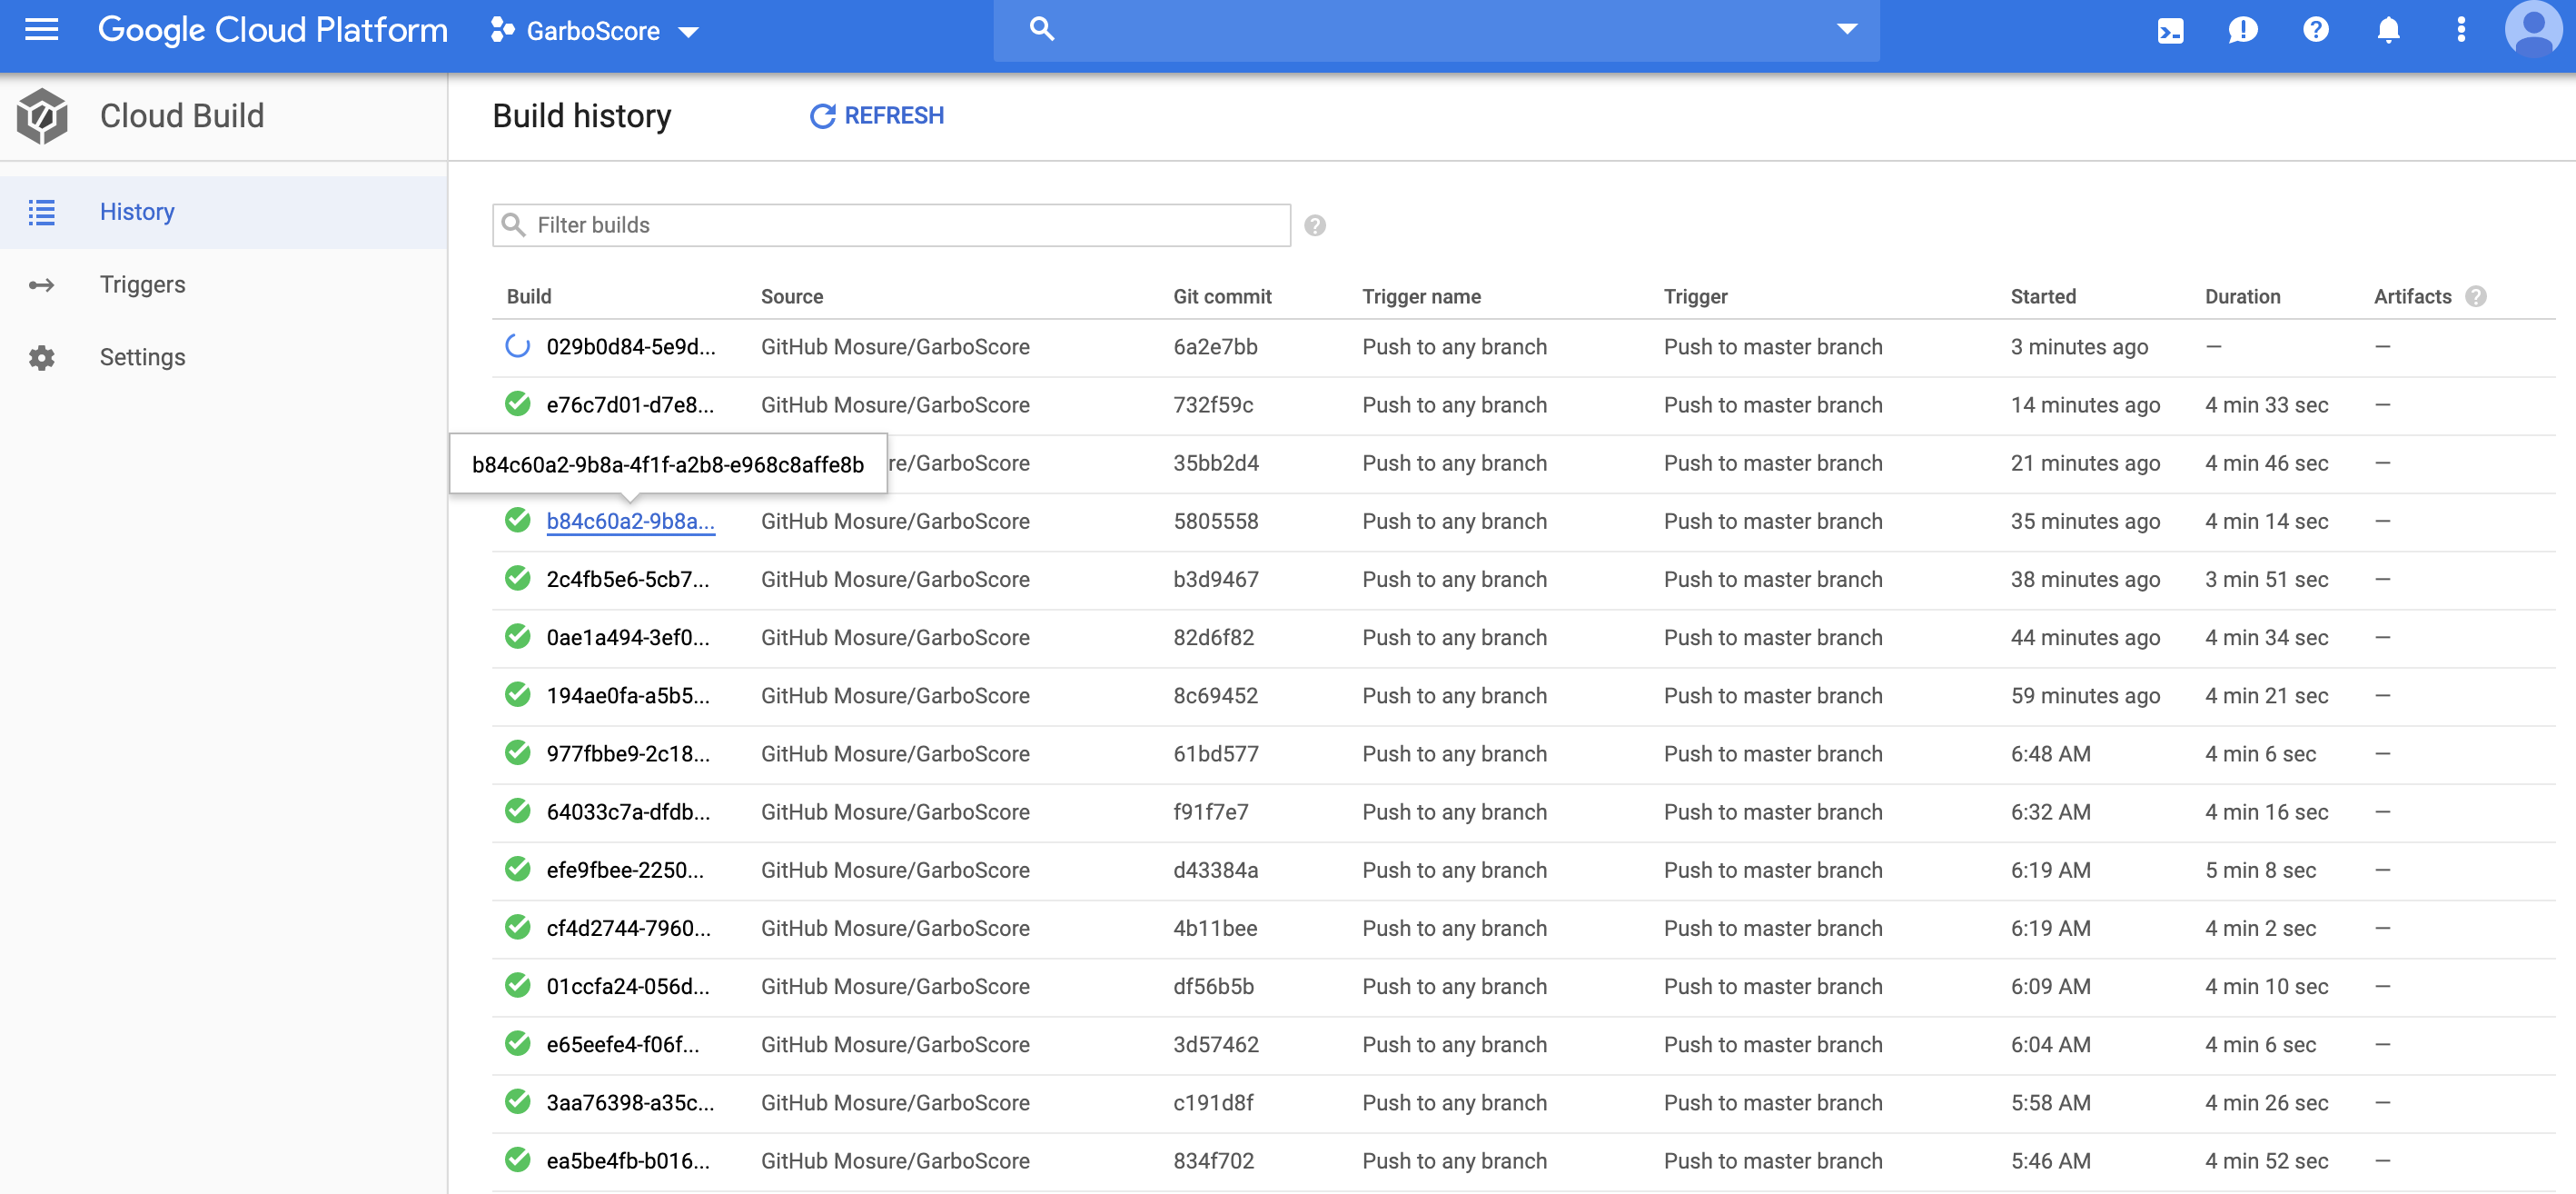 Google Cloud Platform GarboScore
Cloud Build Build history REFRESH
History
Triggers
Settings
Filter builds
Build Source Git commit Trigger name Trigger Started Duration Artifacts
029b0d84-5e9d... GitHub Mosure/GarboScore 6a2e7bb Push to any branch Push to master branch 3 minutes ago — —
e76c7d01-d7e8... GitHub Mosure/GarboScore 732f59c Push to any branch Push to master branch 14 minutes ago 4 min 33 sec —
b84c60a2-9b8a-4f1f-a2b8-e968c8affe8b re/GarboScore 35bb2d4 Push to any branch Push to master branch 21 minutes ago 4 min 46 sec —
b84c60a2-9b8a... GitHub Mosure/GarboScore 5805558 Push to any branch Push to master branch 35 minutes ago 4 min 14 sec —
2c4fb5e6-5cb7... GitHub Mosure/GarboScore b3d9467 Push to any branch Push to master branch 38 minutes ago 3 min 51 sec —
0ae1a494-3ef0... GitHub Mosure/GarboScore 82d6f82 Push to any branch Push to master branch 44 minutes ago 4 min 34 sec —
194ae0fa-a5b5... GitHub Mosure/GarboScore 8c69452 Push to any branch Push to master branch 59 minutes ago 4 min 21 sec —
977fbbe9-2c18... GitHub Mosure/GarboScore 61bd577 Push to any branch Push to master branch 6:48 AM 4 min 6 sec —
64033c7a-dfdb... GitHub Mosure/GarboScore f91f7e7 Push to any branch Push to master branch 6:32 AM 4 min 16 sec —
efe9fbee-2250... GitHub Mosure/GarboScore d43384a Push to any branch Push to master branch 6:19 AM 5 min 8 sec —
cf4d2744-7960... GitHub Mosure/GarboScore 4b11bee Push to any branch Push to master branch 6:19 AM 4 min 2 sec —
01ccfa24-056d... GitHub Mosure/GarboScore df56b5b Push to any branch Push to master branch 6:09 AM 4 min 10 sec —
e65eefe4-f06f... GitHub Mosure/GarboScore 3d57462 Push to any branch Push to master branch 6:04 AM 4 min 6 sec —
3aa76398-a35c... GitHub Mosure/GarboScore c191d8f Push to any branch Push to master branch 5:58 AM 4 min 26 sec —
ea5be4fb-b016... GitHub Mosure/GarboScore 834f702 Push to any branch Push to master branch 5:46 AM 4 min 52 sec —